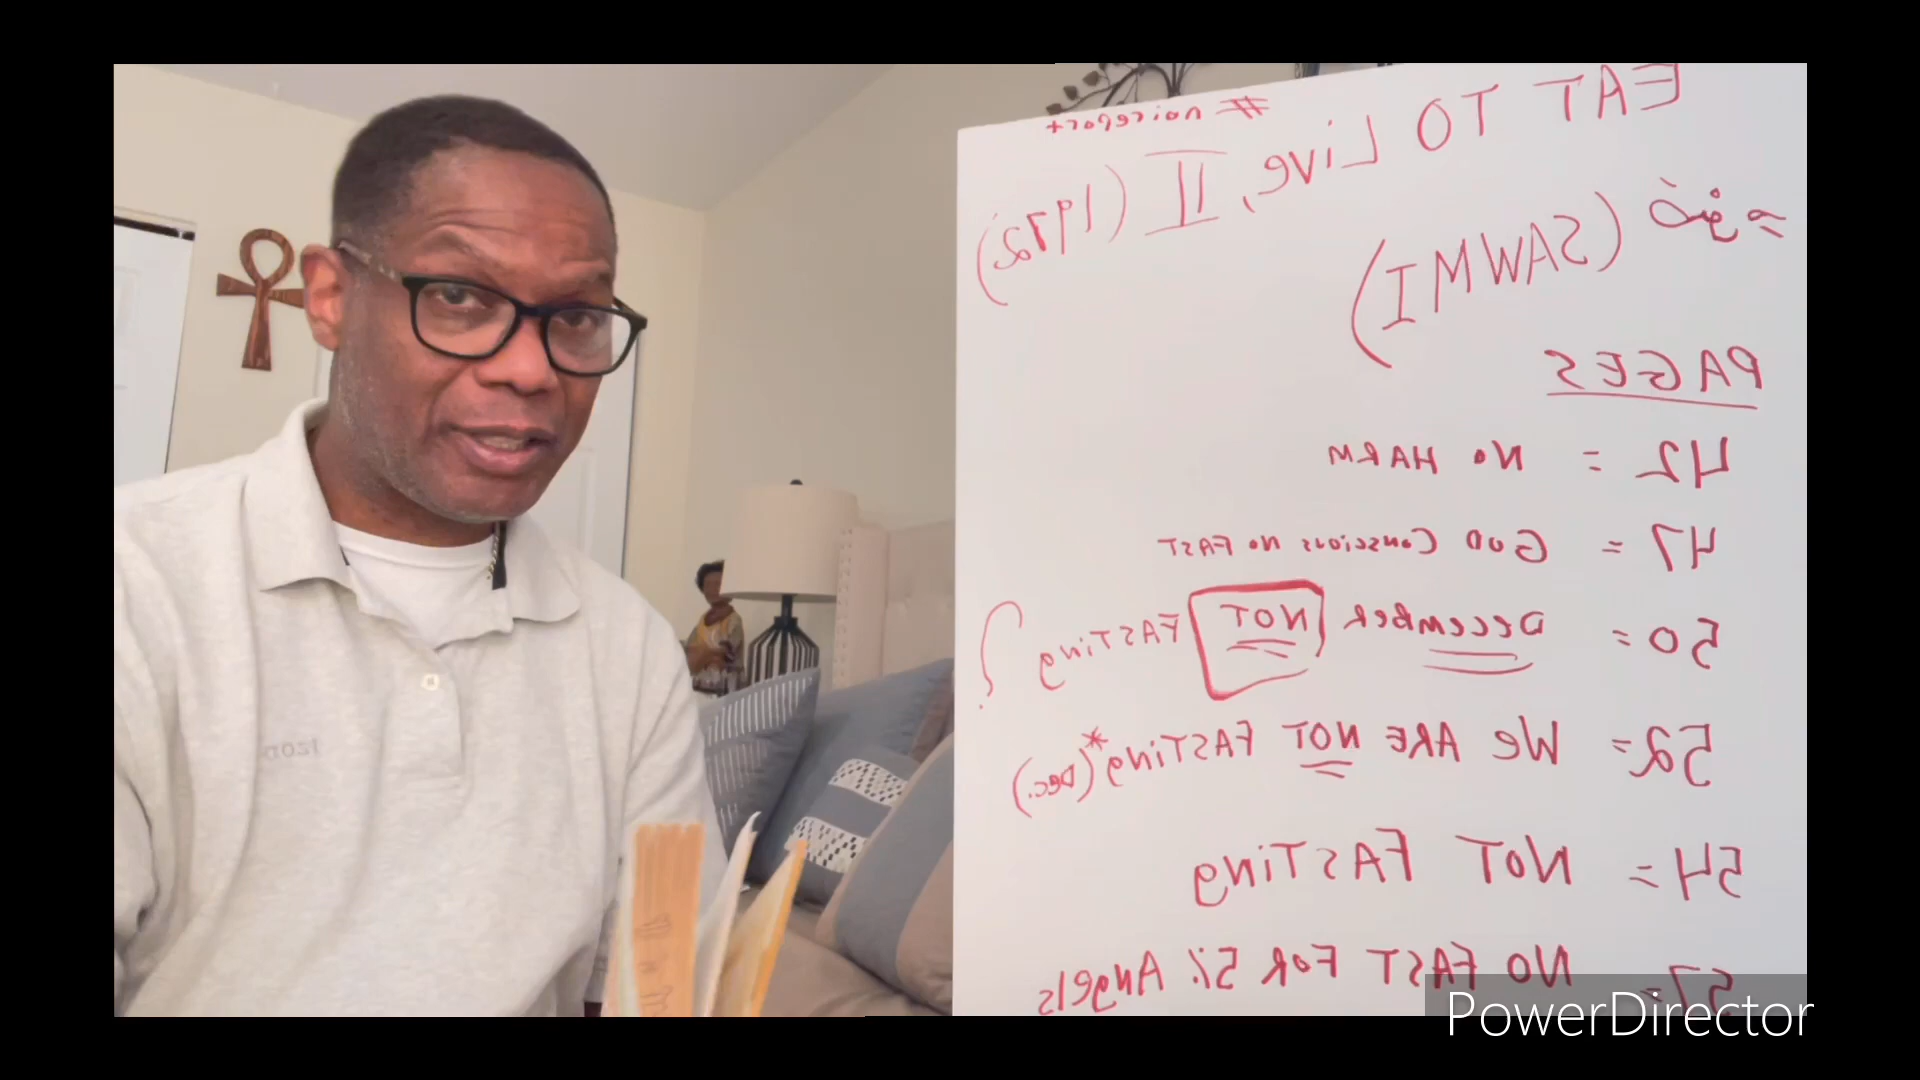 # noireport
EAT TO Live, II (1972)
(SAWMI)
PAGES
42 = No HARM
47 = GOD Conscious no FAST
50 = DECEMBER NOT FASTing ?
52 = We ARE NOT FASTing* (DEC.)
54 = NOT FASTing
57 = NO FAST FOR 5% Angels
PowerDirector